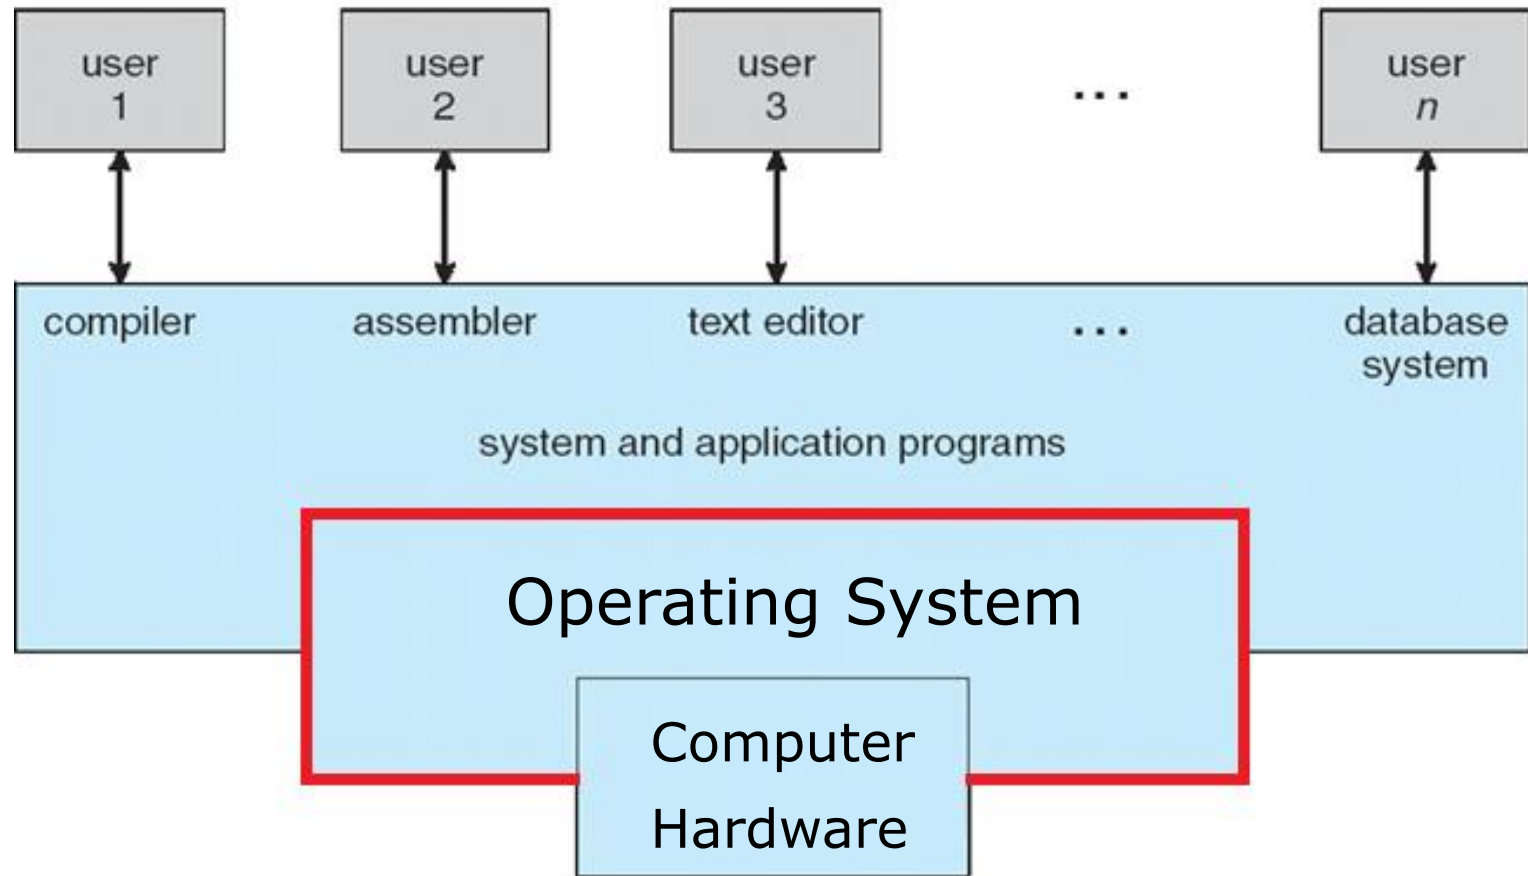 user
1
user
2
user
3
...
user
n
compiler
assembler
text editor
...
database
system
system and application programs
Operating System
Computer
Hardware